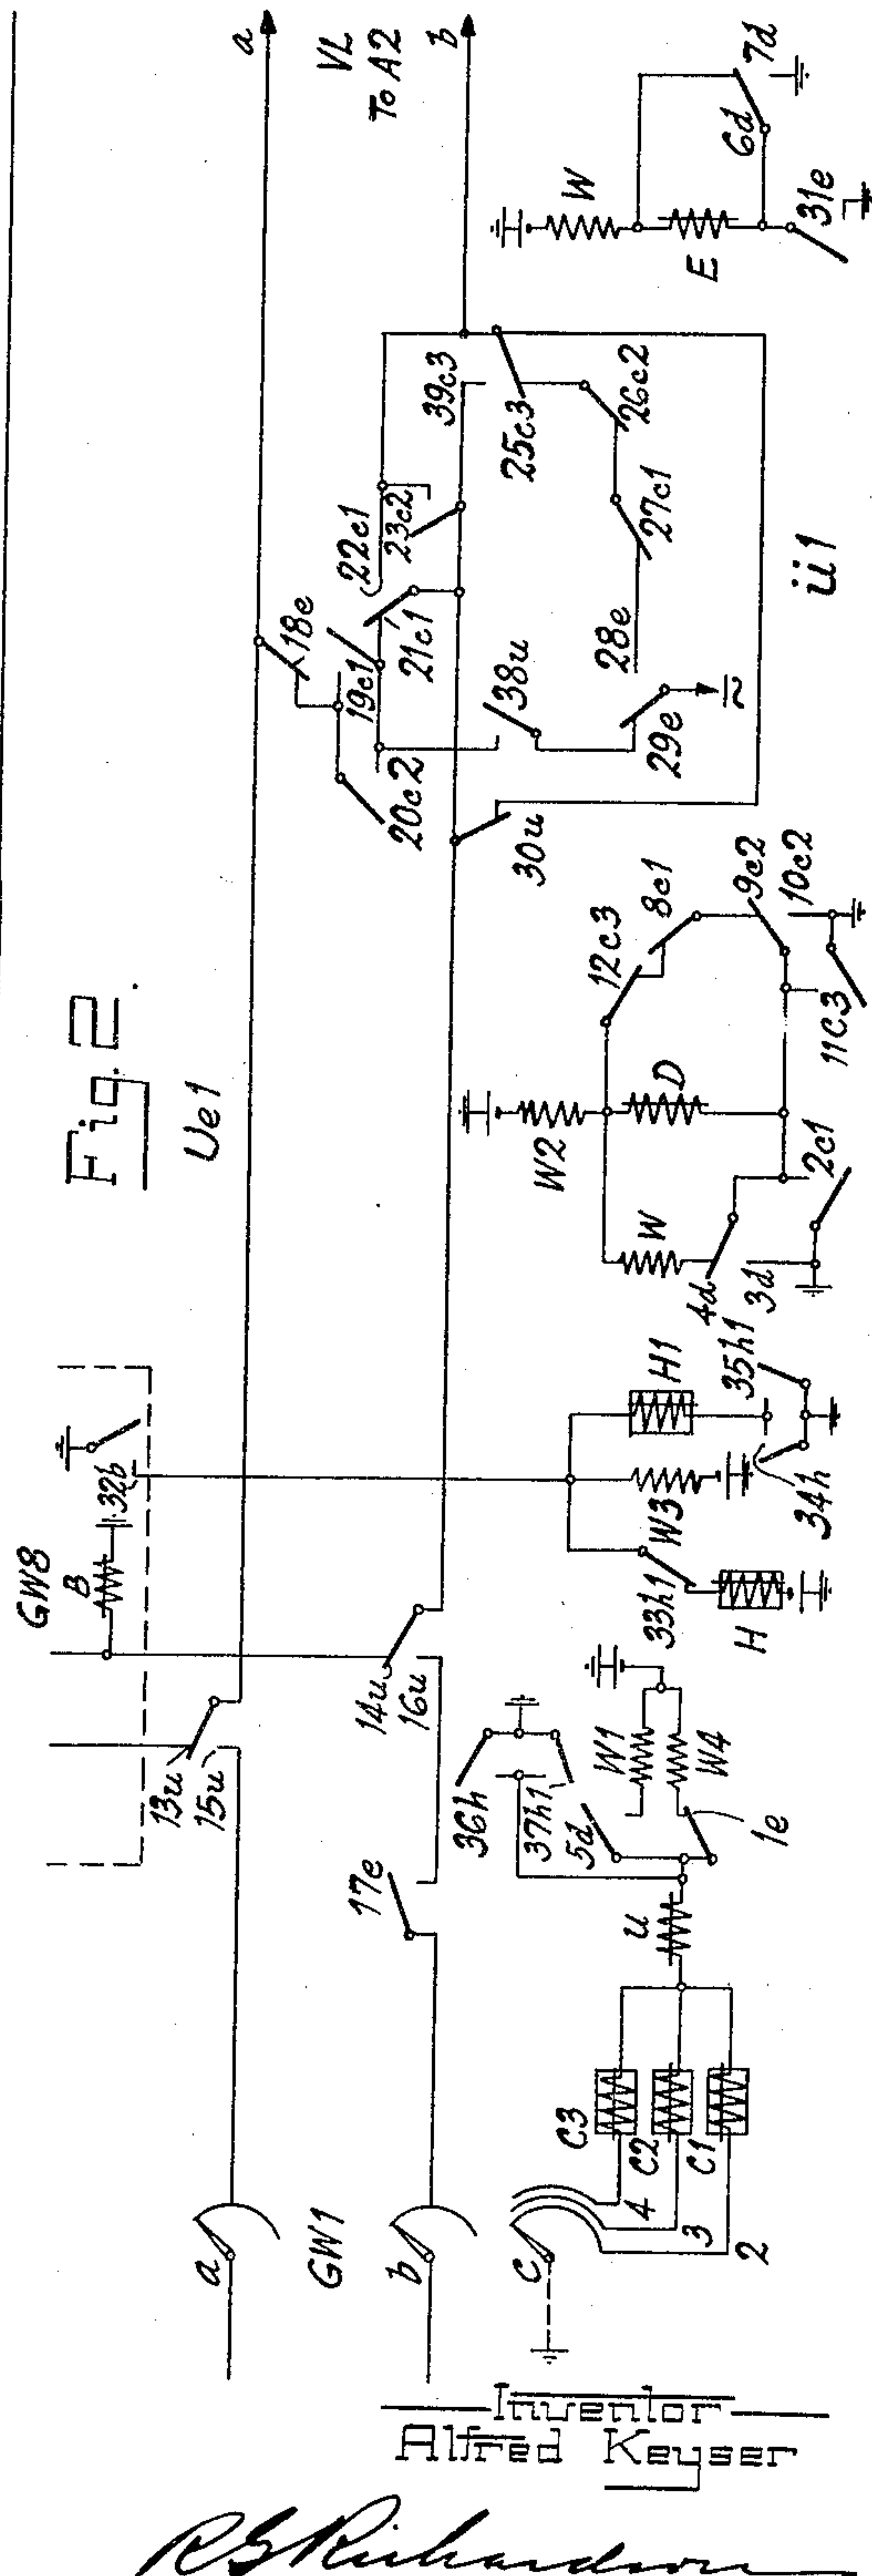 Fig. 2.
Ue1
a
VL
To A2
b
GW8
B
32b
13u
15u
14u
16u
17e
a
GW1
b
c
18e
19c1
20c2
21c1
22c1
23c2
39c3
25c3
26c2
27c1
28e
29e
38u
30u
ü1
W
E
6d
7d
31e
12c3
8c1
9c2
10c2
11c3
W2
D
W
4d
3d
2c1
H1
35h1
34h
W3
33h1
H
36h
37h1
5d
W1
W4
1e
u
C3
C2
C1
4
3
2
Inventor
Alfred Keyser
RG Richardson